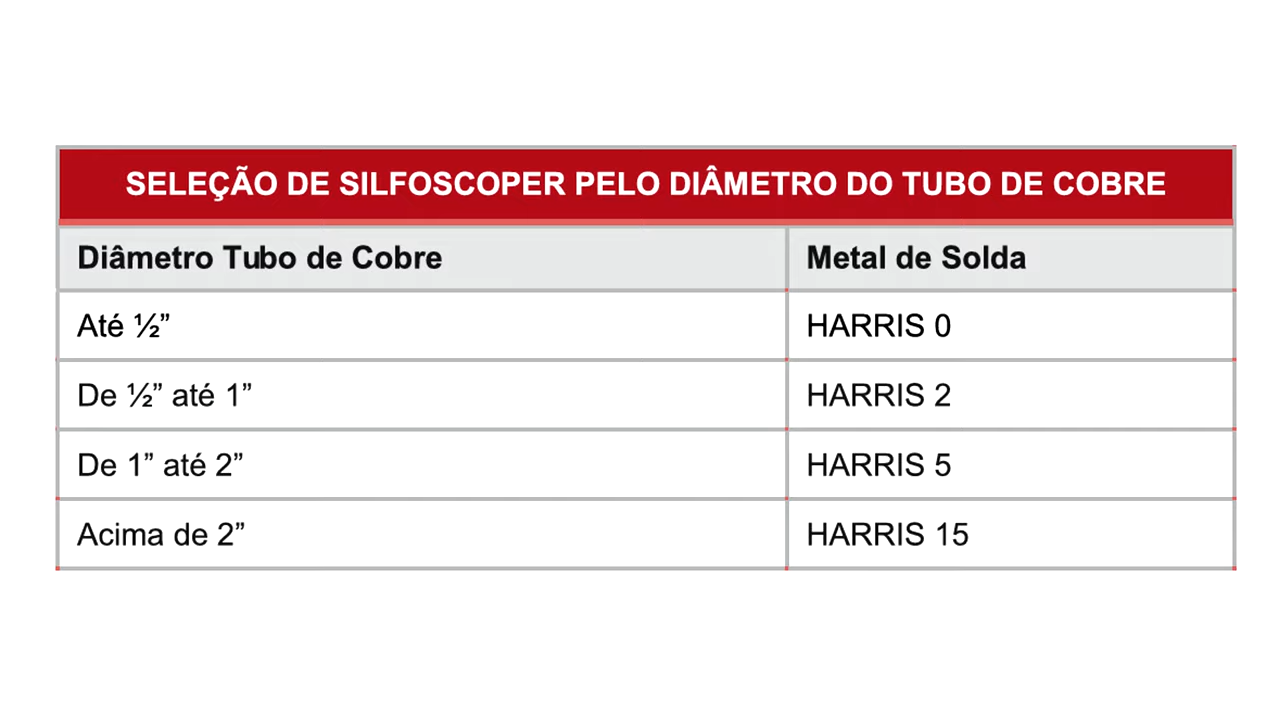 SELEÇÃO DE SILFOSCOPER PELO DIÂMETRO DO TUBO DE COBRE
Diâmetro Tubo de Cobre Metal de Solda
Até ½” HARRIS 0
De ½” até 1” HARRIS 2
De 1” até 2” HARRIS 5
Acima de 2” HARRIS 15